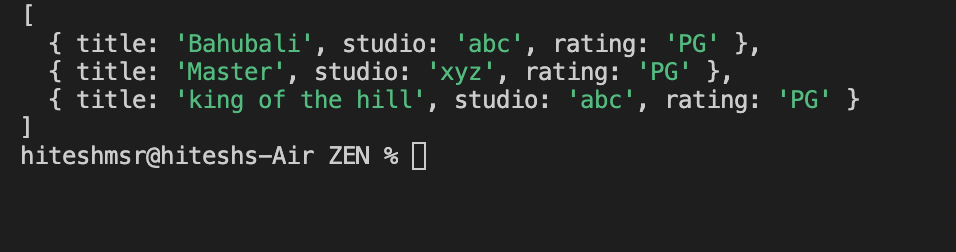 [
{ title: 'Bahubali', studio: 'abc', rating: 'PG' },
{ title: 'Master', studio: 'xyz', rating: 'PG' },
{ title: 'king of the hill', studio: 'abc', rating: 'PG' }
]
hiteshmsr@hiteshs-Air ZEN %